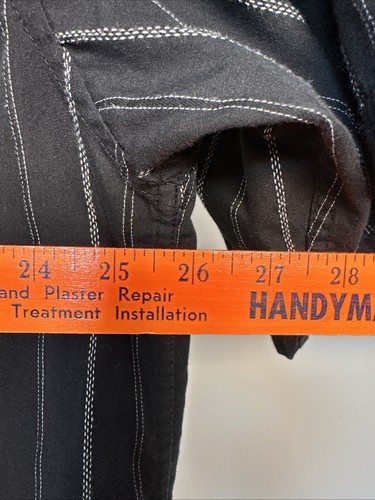 24 25 26 27 28
and Plaster Repair
Treatment Installation
HANDYMA